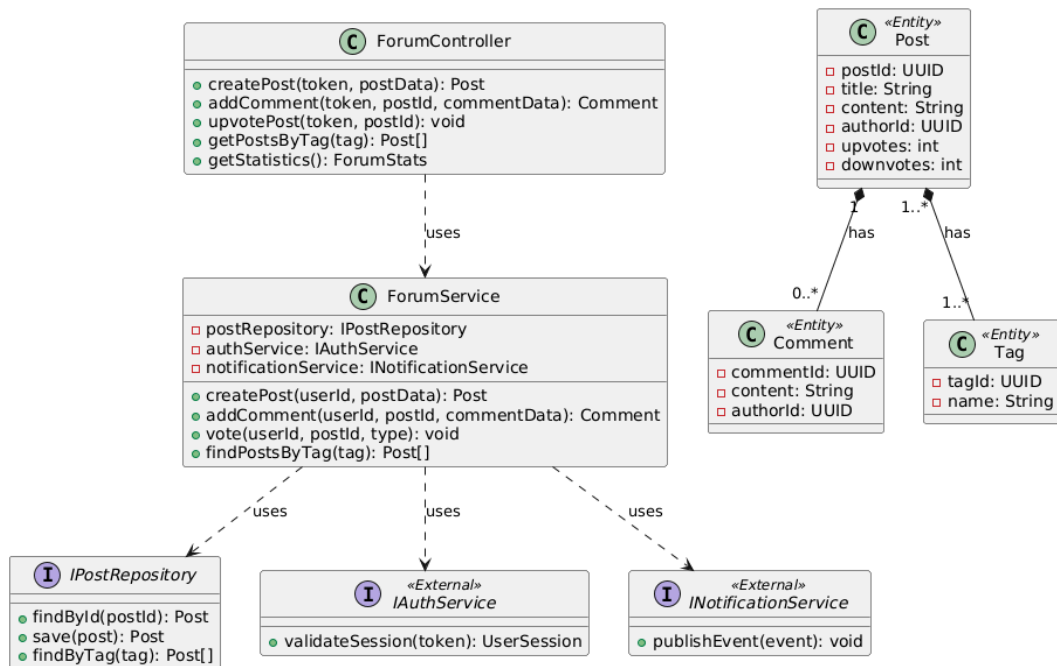 C ForumController
createPost(token, postData): Post
addComment(token, postId, commentData): Comment
upvotePost(token, postId): void
getPostsByTag(tag): Post[]
getStatistics(): ForumStats
uses
C ForumService
postRepository: IPostRepository
authService: IAuthService
notificationService: INotificationService
createPost(userId, postData): Post
addComment(userId, postId, commentData): Comment
vote(userId, postId, type): void
findPostsByTag(tag): Post[]
uses
uses
uses
I IPostRepository
findById(postId): Post
save(post): Post
findByTag(tag): Post[]
I «External»
IAuthService
validateSession(token): UserSession
I «External»
INotificationService
publishEvent(event): void
C «Entity»
Post
postId: UUID
title: String
content: String
authorId: UUID
upvotes: int
downvotes: int
1
1..*
has
has
0..*
1..*
C «Entity»
Comment
commentId: UUID
content: String
authorId: UUID
C «Entity»
Tag
tagId: UUID
name: String